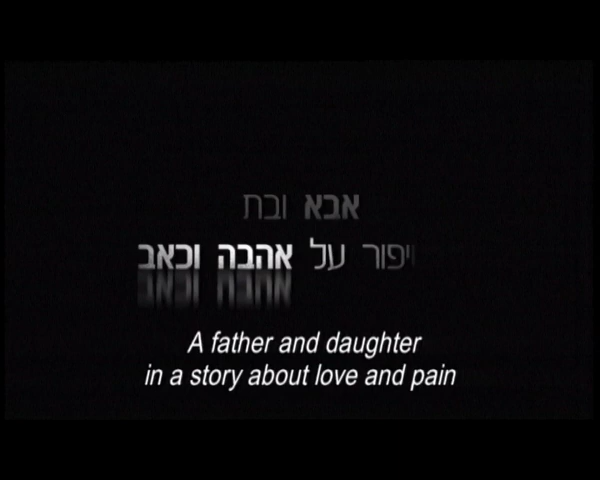 אבא ובת
יפור על אהבה וכאב
A father and daughter
in a story about love and pain